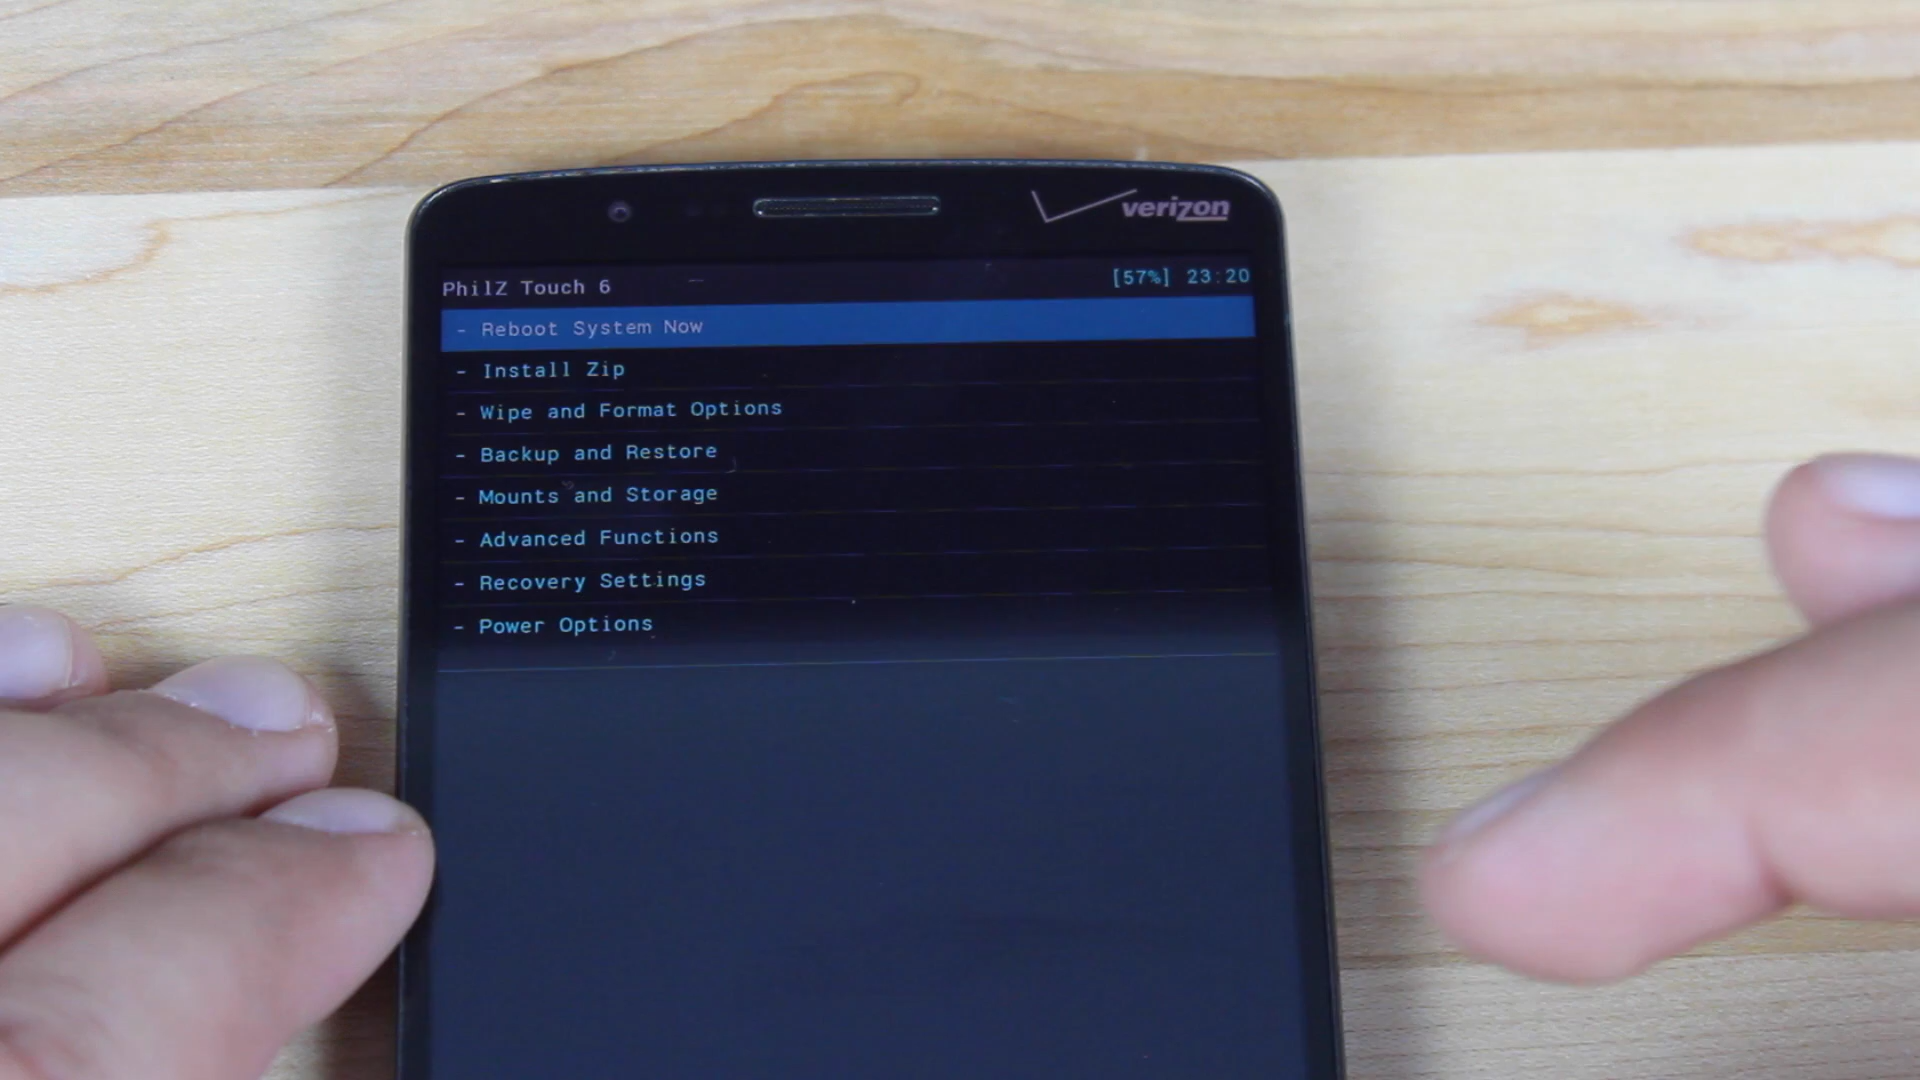 verizon
PhilZ Touch 6 [57%] 23:20
- Reboot System Now
- Install Zip
- Wipe and Format Options
- Backup and Restore
- Mounts and Storage
- Advanced Functions
- Recovery Settings
- Power Options